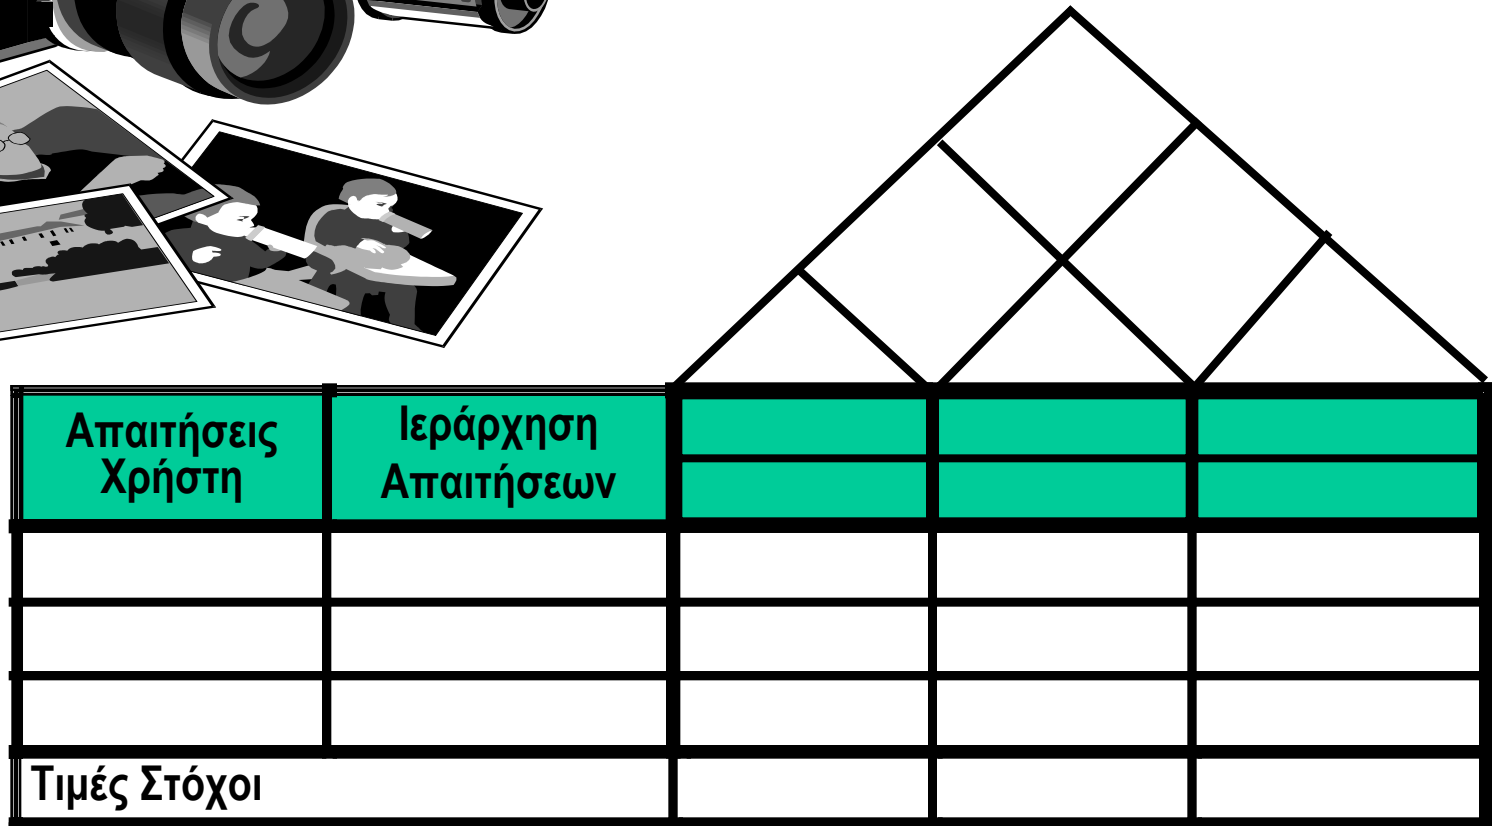 Απαιτήσεις
Χρήστη
Ιεράρχηση
Απαιτήσεων
Τιμές Στόχοι